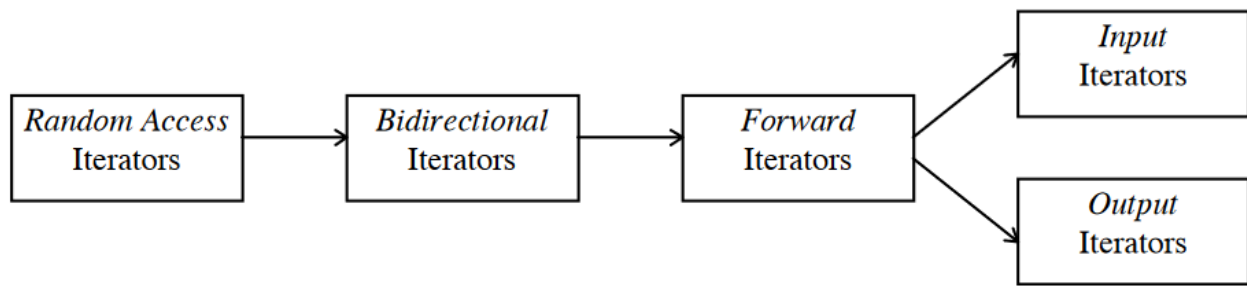 Random Access
Iterators
Bidirectional
Iterators
Forward
Iterators
Input
Iterators
Output
Iterators